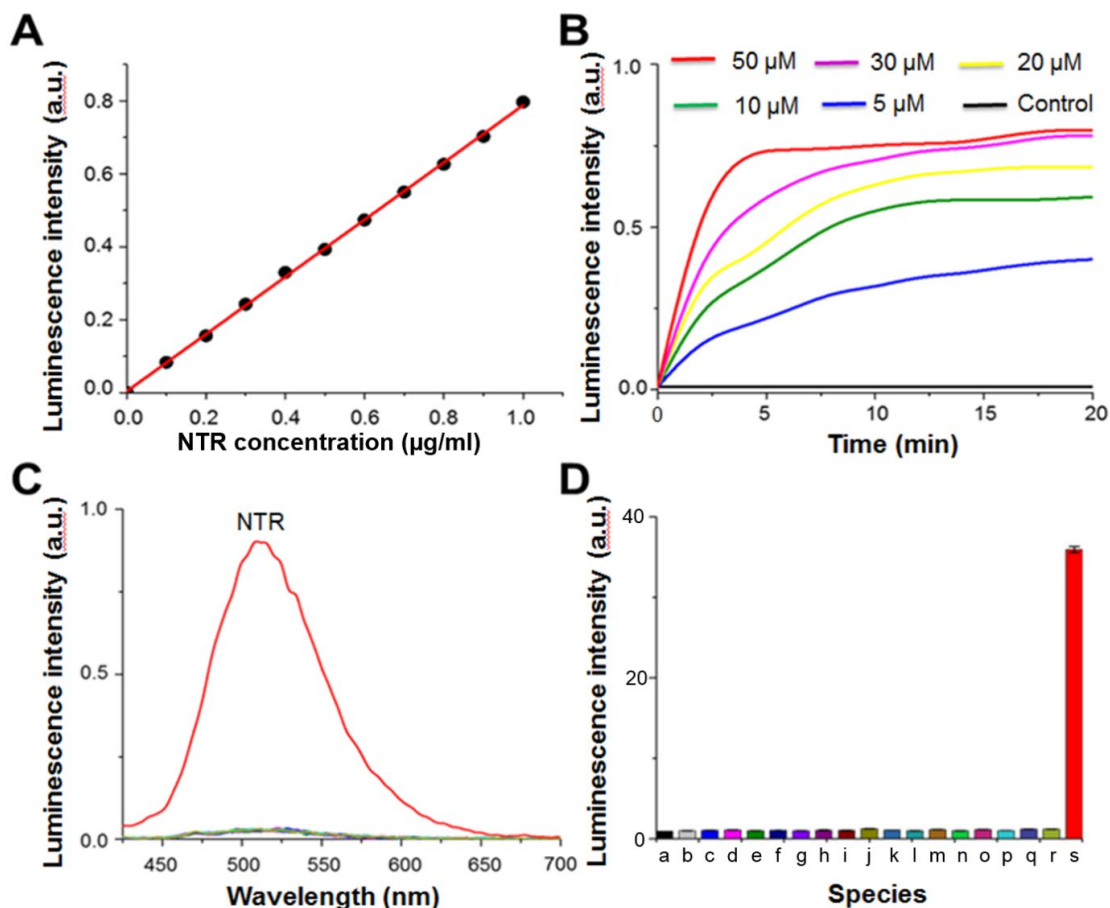 A
Luminescence intensity (a.u.)
0.8
0.6
0.4
0.2
0.0
0.0 0.2 0.4 0.6 0.8 1.0
NTR concentration (µg/ml)
B
Luminescence intensity (a.u.)
1.0
0.5
0.0
50 µM 30 µM 20 µM
10 µM 5 µM Control
0 5 10 15 20
Time (min)
C
Luminescence intensity (a.u.)
1.0
0.5
0.0
NTR
450 500 550 600 650 700
Wavelength (nm)
D
Luminescence intensity (a.u.)
40
20
0
a b c d e f g h i j k l m n o p q r s
Species